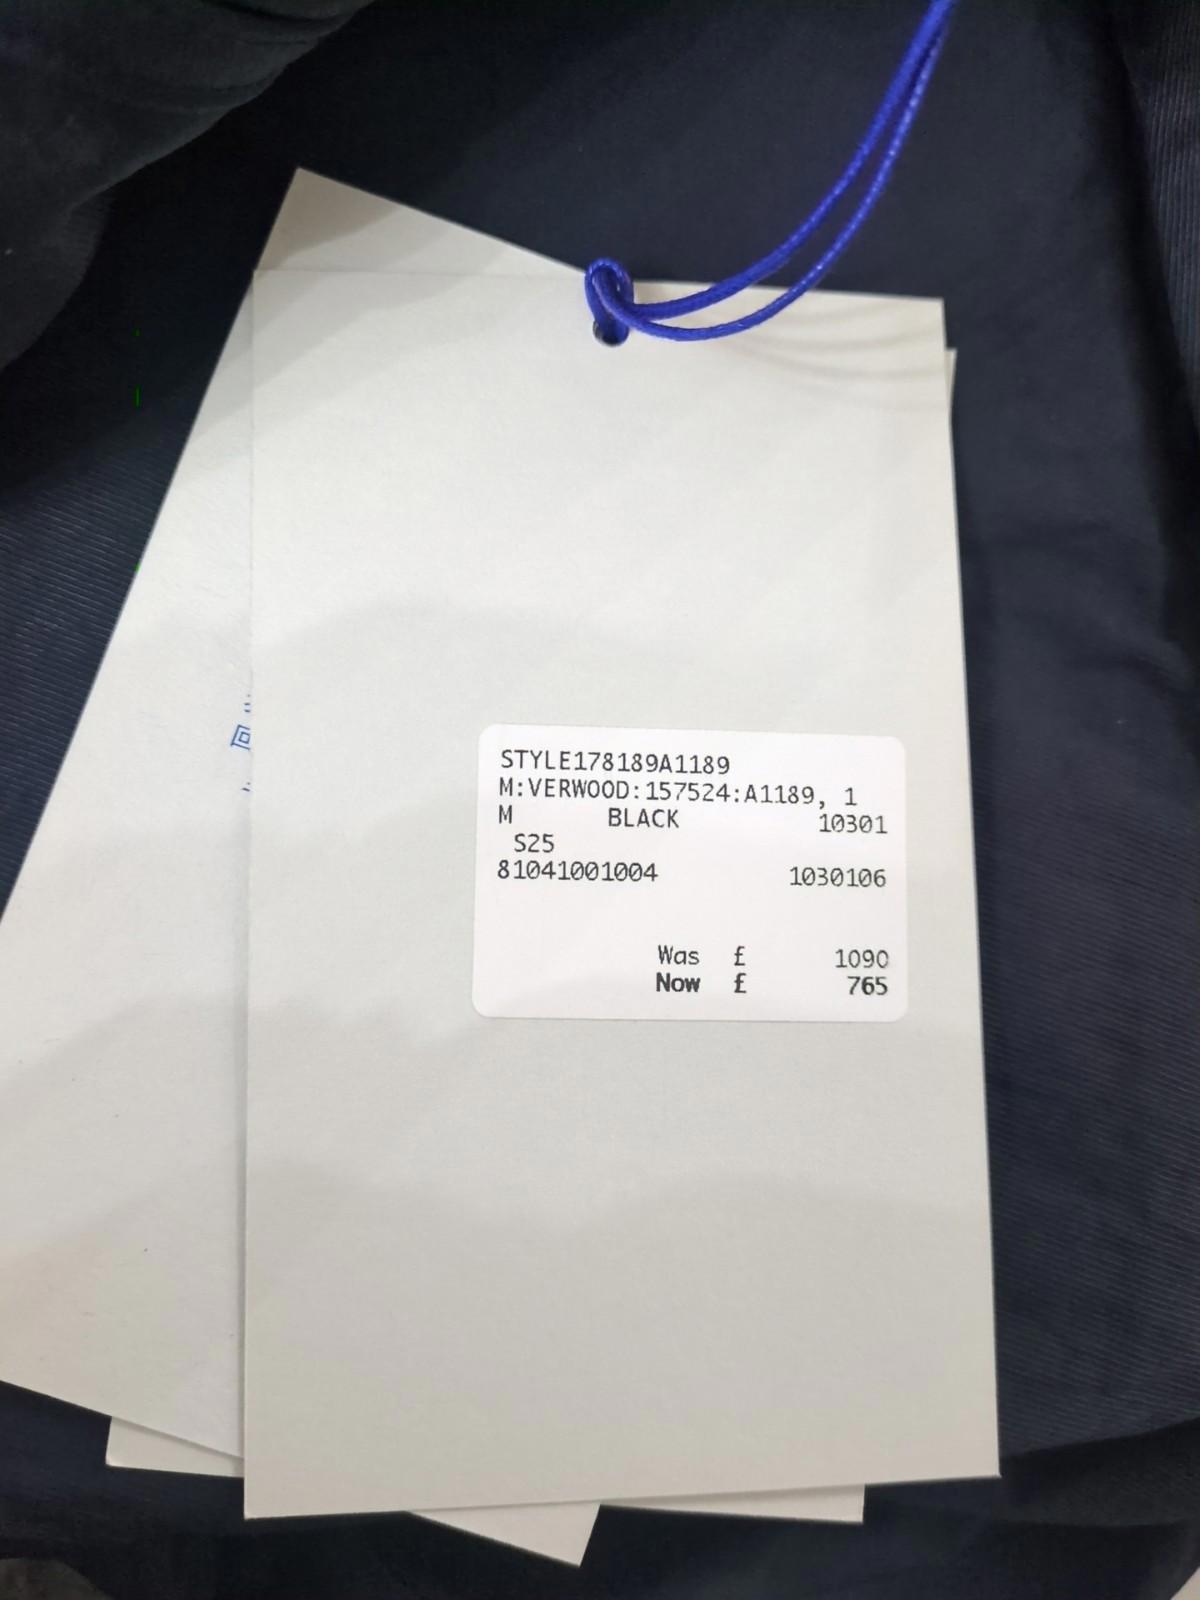 STYLE178189A1189
M:VERWOOD:157524:A1189, 1
M BLACK 10301
S25
81041001004 1030106
Was £ 1090
Now £ 765